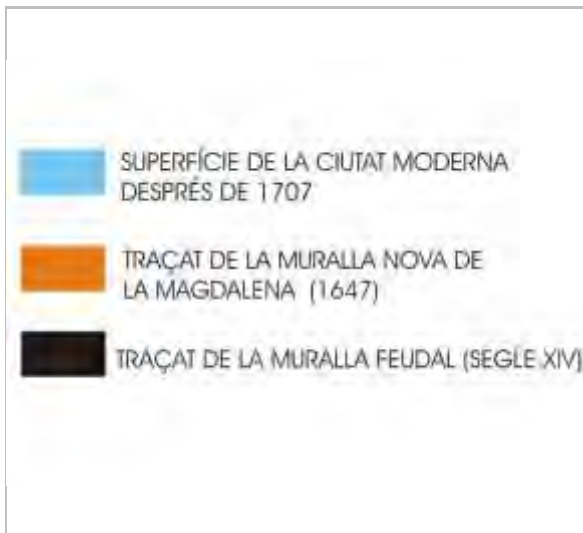 SUPERFÍCIE DE LA CIUTAT MODERNA
DESPRÉS DE 1707
TRAÇAT DE LA MURALLA NOVA DE
LA MAGDALENA (1647)
TRAÇAT DE LA MURALLA FEUDAL (SEGLE XIV)